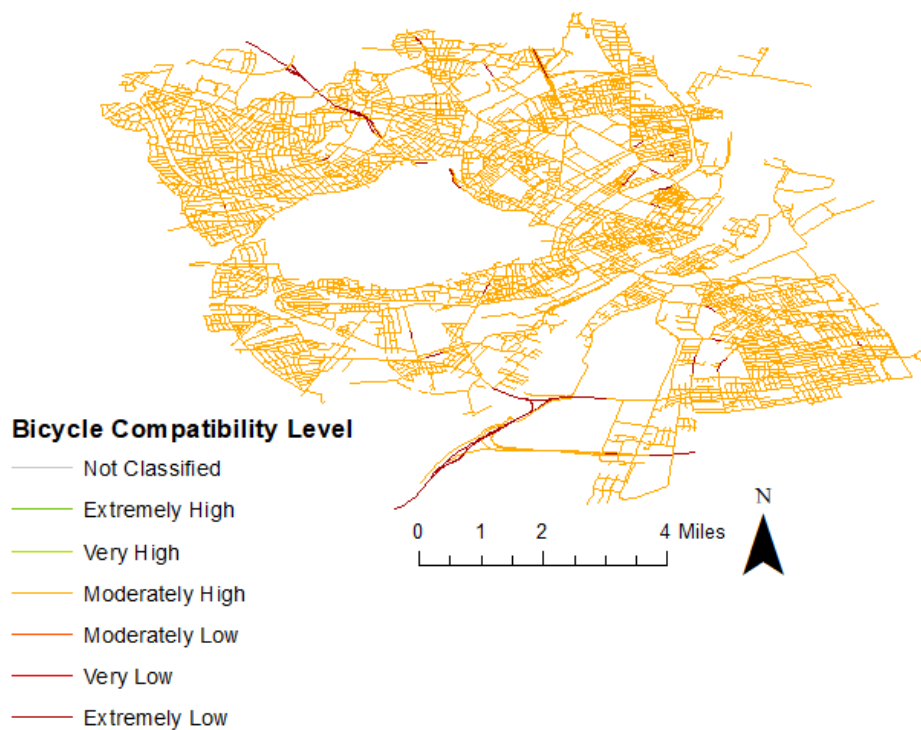 Bicycle Compatibility Level
Not Classified
Extremely High
Very High
Moderately High
Moderately Low
Very Low
Extremely Low
0 1 2 4 Miles
N